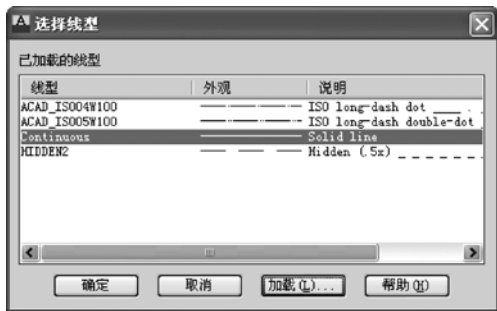 选择线型
已加载的线型
线型 外观 说明
ACAD_ISO04W100 ISO long-dash dot ____ .
ACAD_ISO05W100 ISO long-dash double-dot
Continuous Solid line
HIDDEN2 Hidden (.5x) _ _ _ _ _ _
确定 取消 加载(L)... 帮助(H)